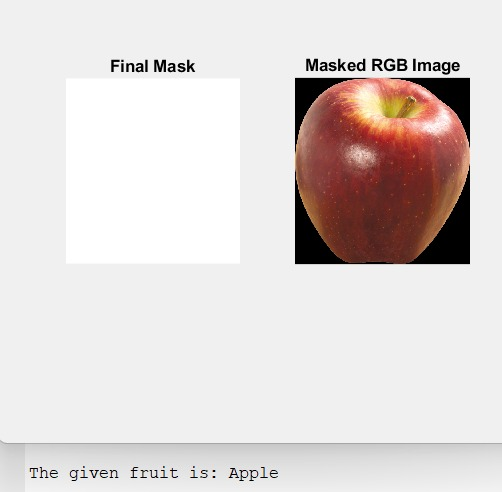 Final Mask
Masked RGB Image
The given fruit is: Apple